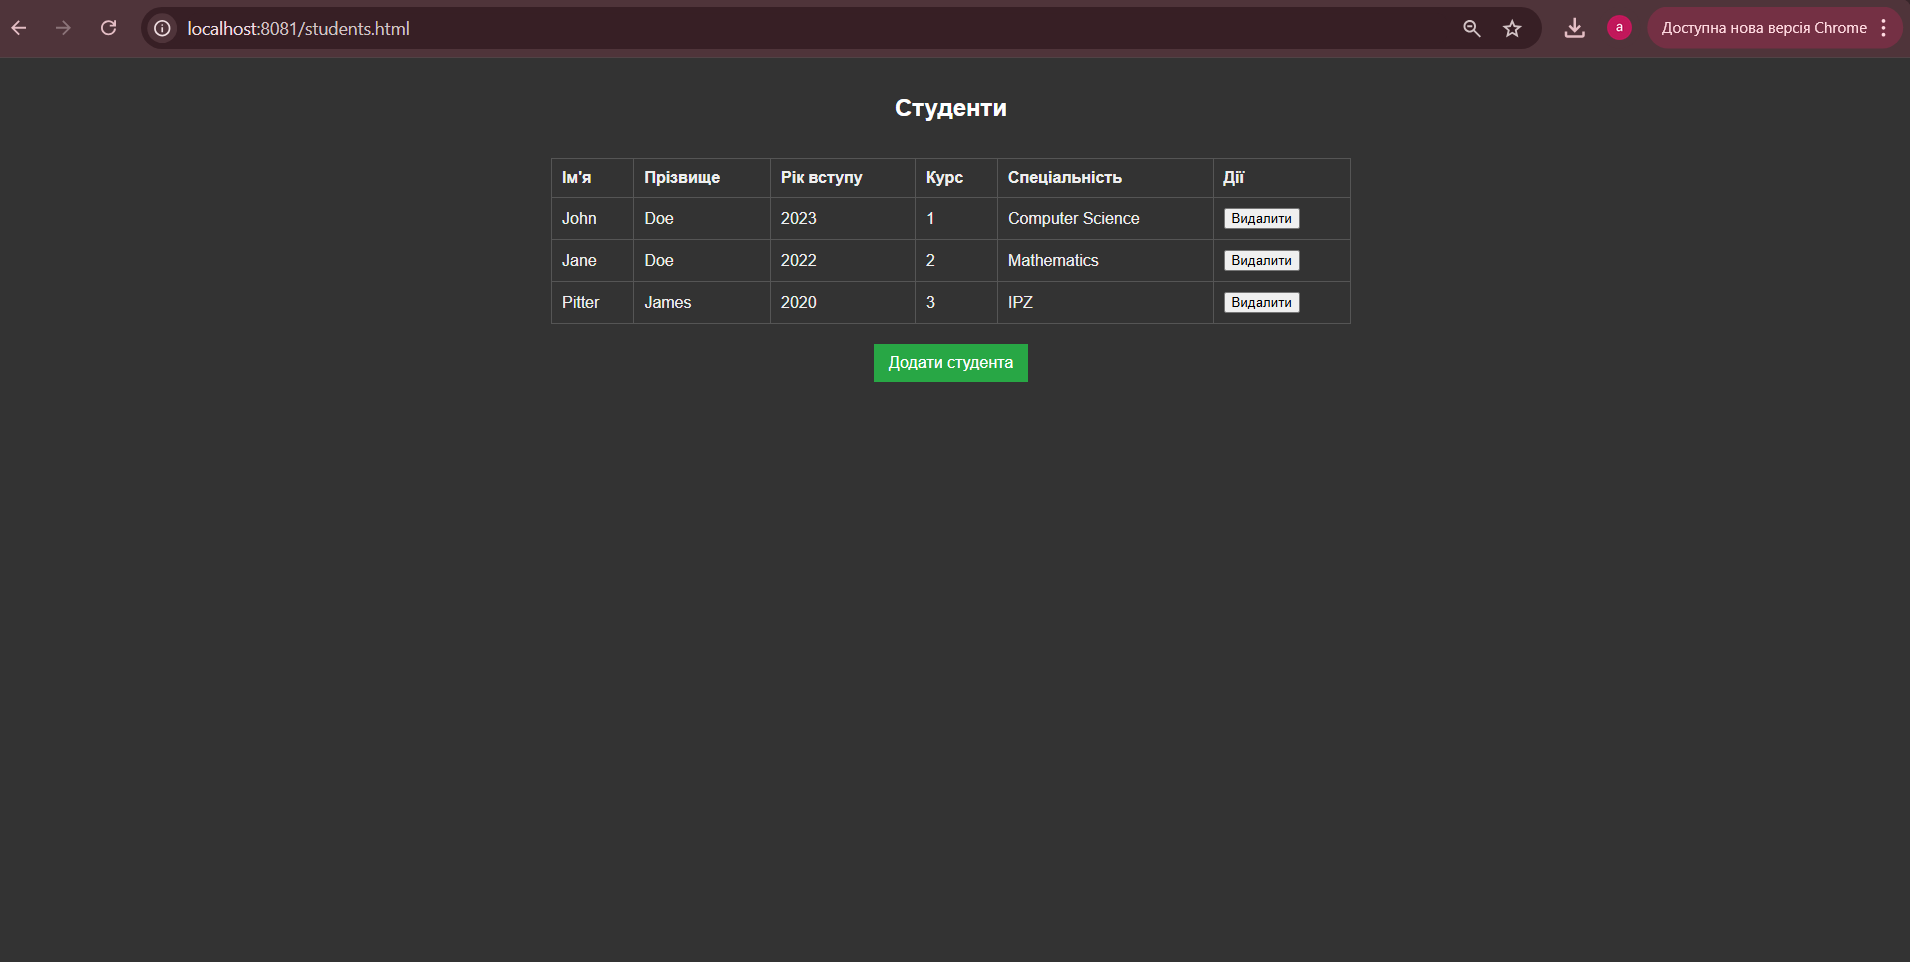 localhost:8081/students.html
a
Доступна нова версія Chrome
Студенти
Ім'я Прізвище Рік вступу Курс Спеціальність Дії
John Doe 2023 1 Computer Science Видалити
Jane Doe 2022 2 Mathematics Видалити
Pitter James 2020 3 IPZ Видалити
Додати студента